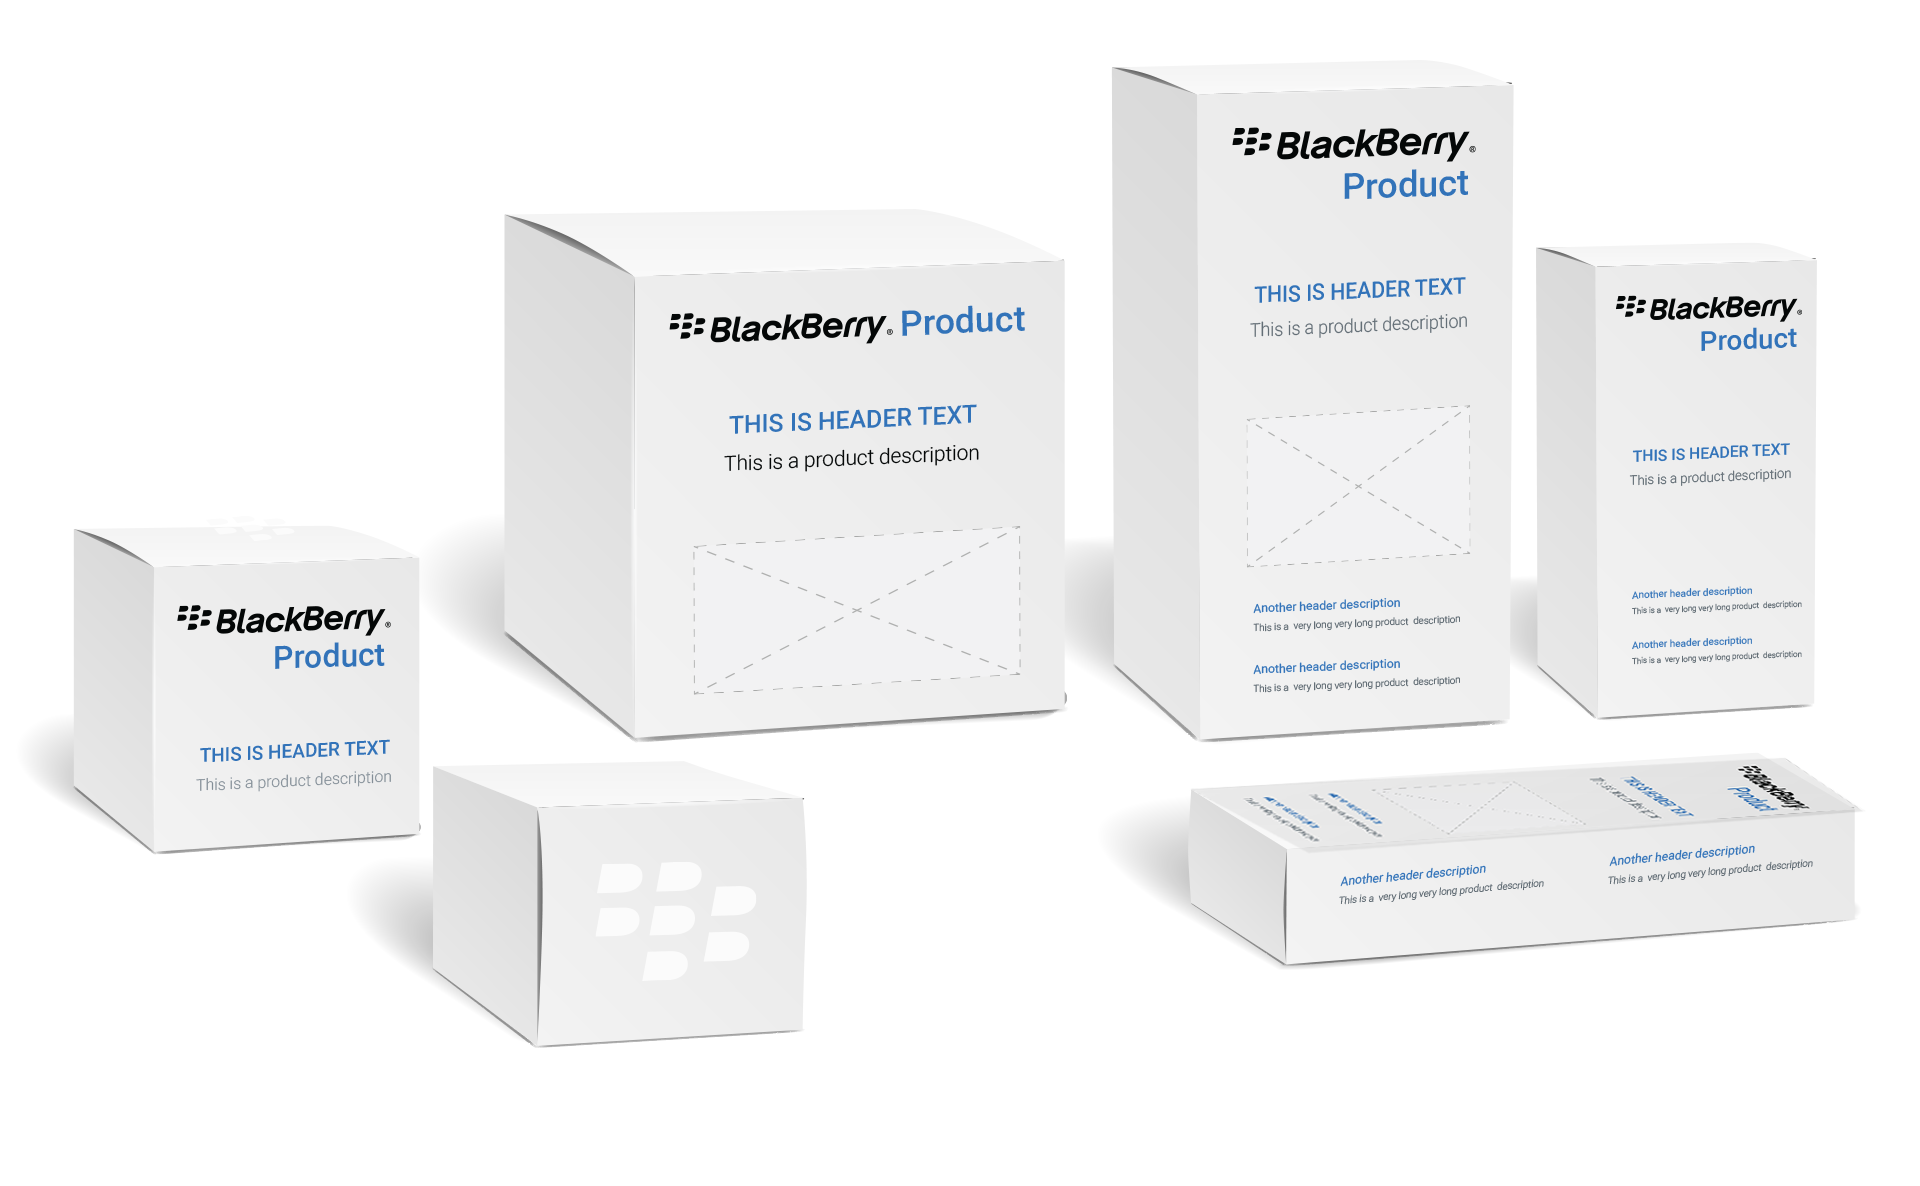 BlackBerry®
Product
THIS IS HEADER TEXT
This is a product description
BlackBerry® Product
THIS IS HEADER TEXT
This is a product description
BlackBerry®
Product
THIS IS HEADER TEXT
This is a product description
Another header description
This is a very long very long product description
Another header description
This is a very long very long product description
BlackBerry®
Product
THIS IS HEADER TEXT
This is a product description
Another header description
This is a very long very long product description
Another header description
This is a very long very long product description
BlackBerry
Product
THIS IS HEADER TEXT
Another header description
This is a very long very long product description
Another header description
This is a very long very long product description